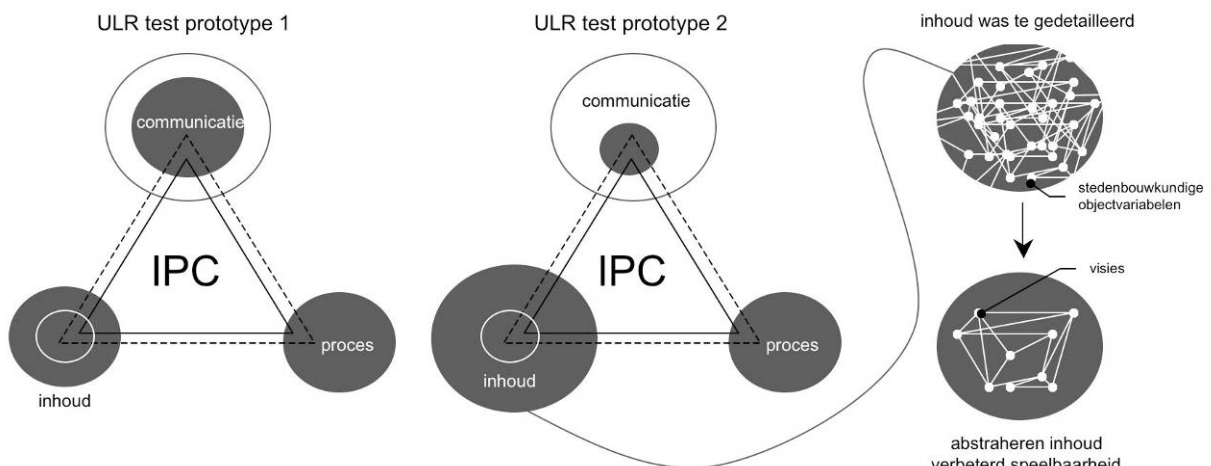 ULR test prototype 1
communicatie
IPC
inhoud
proces
ULR test prototype 2
communicatie
IPC
inhoud
proces
inhoud was te gedetailleerd
stedenbouwkundige
objectvariabelen
visies
abstraheren inhoud
verbeterd speelbaarheid